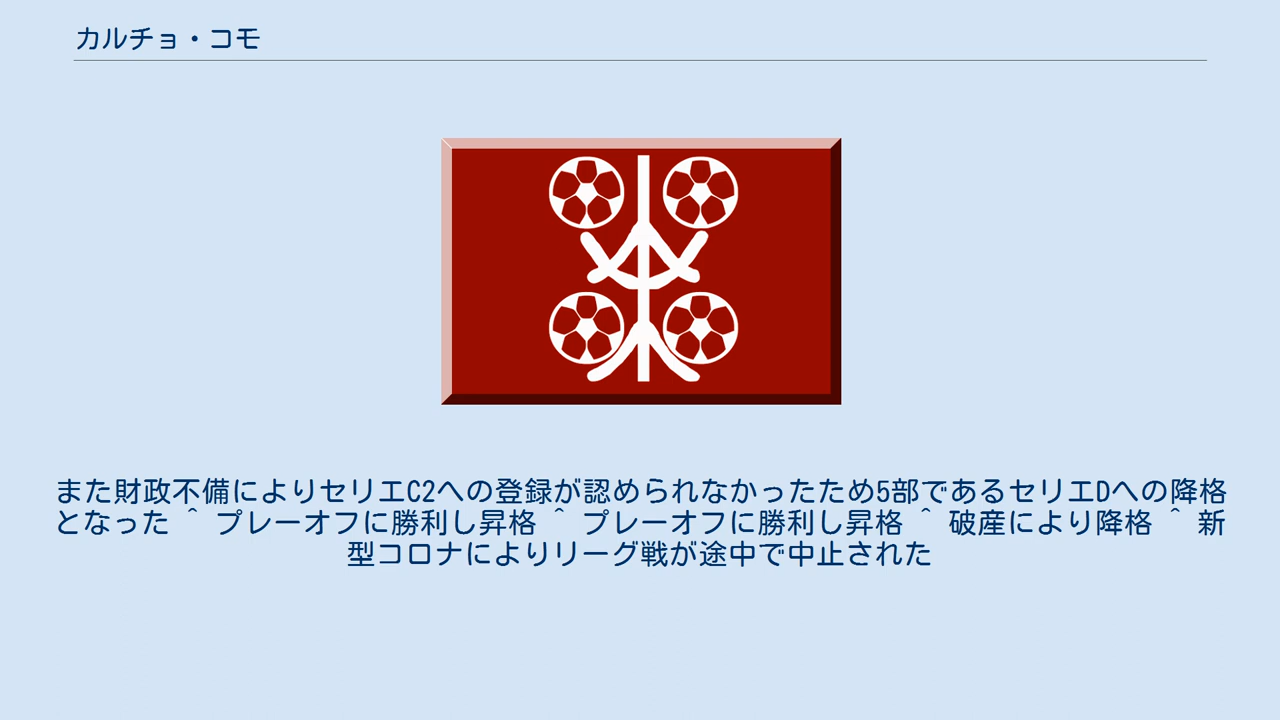 カルチョ・コモ
また財政不備によりセリエC2への登録が認められなかったため5部であるセリエDへの降格
となった ^ プレーオフに勝利し昇格 ^ プレーオフに勝利し昇格 ^ 破産により降格 ^ 新
型コロナによりリーグ戦が途中で中止された